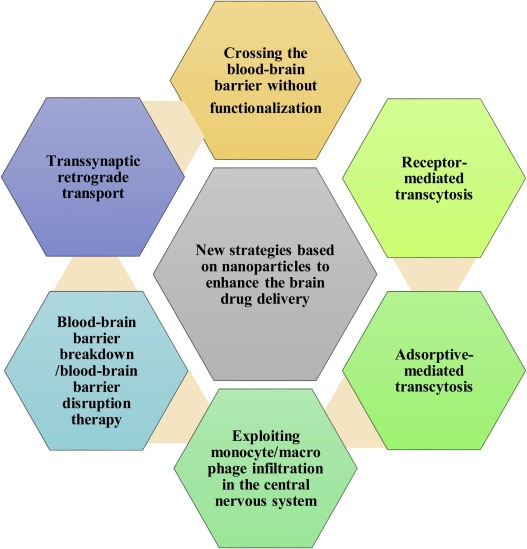 Crossing the
blood-brain
barrier without
functionalization
Transsynaptic
retrograde
transport
Receptor-
mediated
transcytosis
New strategies based
on nanoparticles to
enhance the brain
drug delivery
Blood-brain
barrier
breakdown
/blood-brain
barrier
disruption
therapy
Adsorptive-
mediated
transcytosis
Exploiting
monocyte/macro
phage infiltration
in the central
nervous system